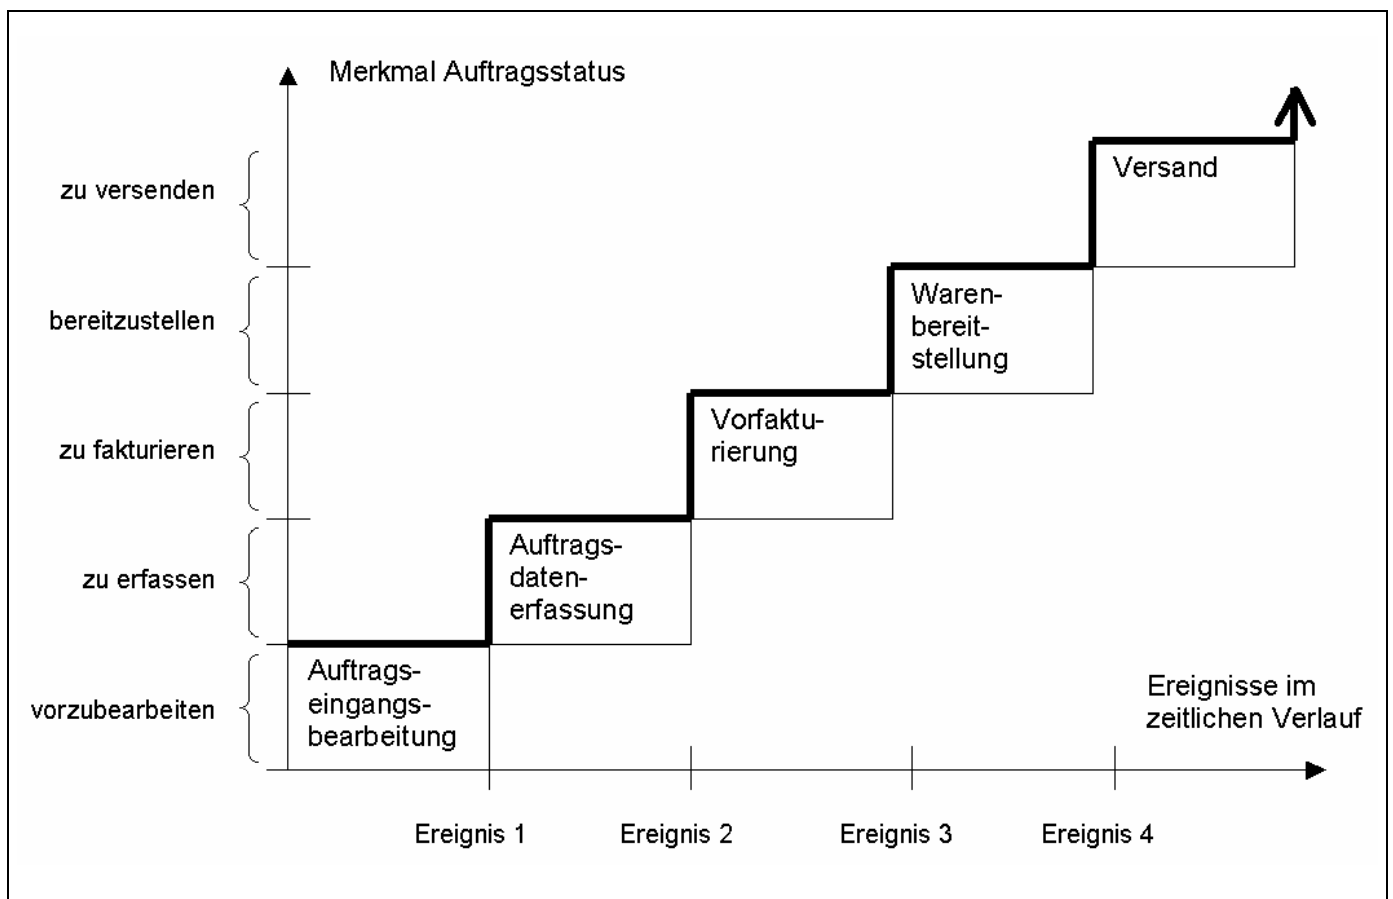 Merkmal Auftragsstatus
zu versenden
Versand
bereitzustellen
Waren-
bereit-
stellung
zu fakturieren
Vorfaktu-
rierung
zu erfassen
Auftrags-
daten-
erfassung
vorzubearbeiten
Auftrags-
eingangs-
bearbeitung
Ereignisse im
zeitlichen Verlauf
Ereignis 1
Ereignis 2
Ereignis 3
Ereignis 4